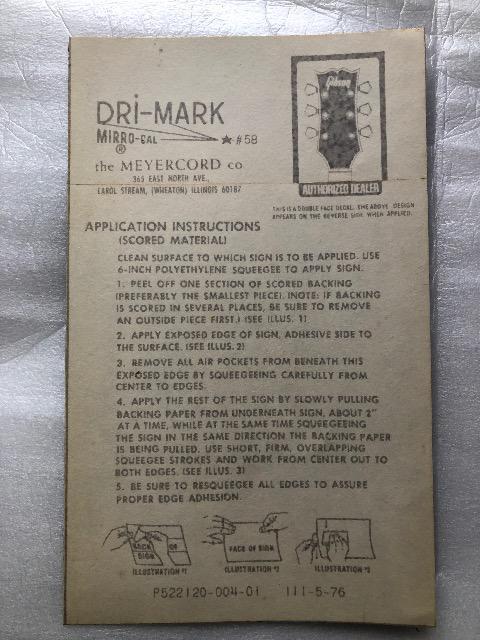 DRi-MARK
MIRRO-CAL
®
★ #58
the MEYERCORD co
365 EAST NORTH AVE.,
CAROL STREAM, (WHEATON) ILLINOIS 60187
AUTHORIZED DEALER
THIS IS A DOUBLE FACE DECAL. THE ABOVE DESIGN
APPEARS ON THE REVERSE SIDE WHEN APPLIED.
APPLICATION INSTRUCTIONS
(SCORED MATERIAL)
CLEAN SURFACE TO WHICH SIGN IS TO BE APPLIED. USE
6-INCH POLYETHYLENE SQUEEGEE TO APPLY SIGN.
1. PEEL OFF ONE SECTION OF SCORED BACKING
(PREFERABLY THE SMALLEST PIECE). (NOTE: IF BACKING
IS SCORED IN SEVERAL PLACES, BE SURE TO REMOVE
AN OUTSIDE PIECE FIRST.) (SEE ILLUS. 1)
2. APPLY EXPOSED EDGE OF SIGN, ADHESIVE SIDE TO
THE SURFACE. (SEE ILLUS. 2)
3. REMOVE ALL AIR POCKETS FROM BENEATH THIS
EXPOSED EDGE BY SQUEEGEEING CAREFULLY FROM
CENTER TO EDGES.
4. APPLY THE REST OF THE SIGN BY SLOWLY PULLING
BACKING PAPER FROM UNDERNEATH SIGN, ABOUT 2"
AT A TIME, WHILE AT THE SAME TIME SQUEEGEEING
THE SIGN IN THE SAME DIRECTION THE BACKING PAPER
IS BEING PULLED. USE SHORT, FIRM, OVERLAPPING
SQUEEGEE STROKES AND WORK FROM CENTER OUT TO
BOTH EDGES. (SEE ILLUS. 3)
5. BE SURE TO RESQUEEGEE ALL EDGES TO ASSURE
PROPER EDGE ADHESION.
BACK OF
SIGN
FACE OF SIGN
ILLUSTRATION #1 ILLUSTRATION #2 ILLUSTRATION #3
P522120-004-01 III-5-76